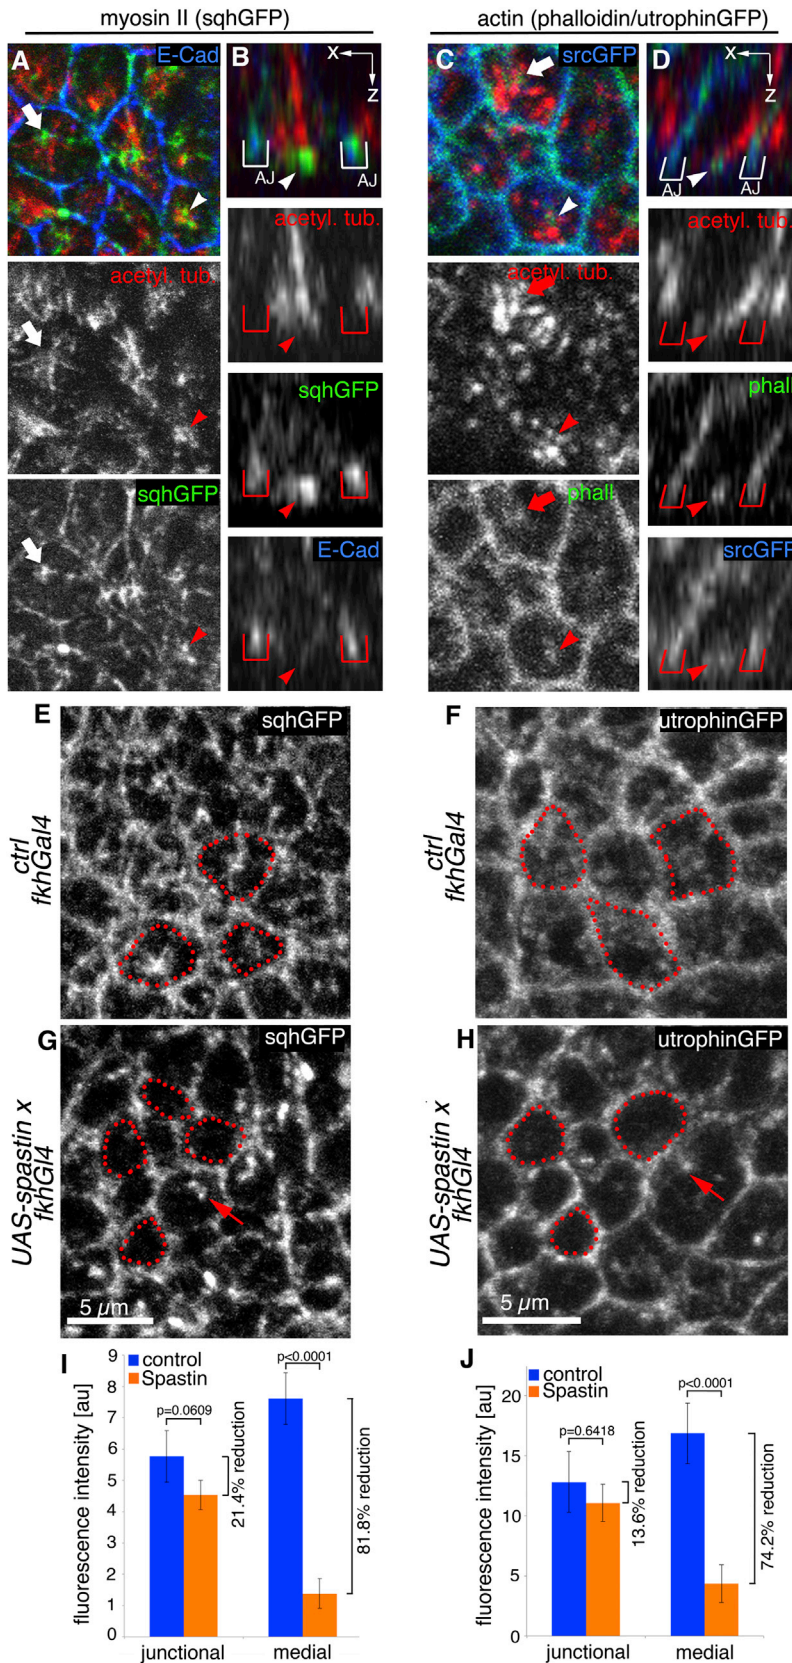 myosin II (sqhGFP)
actin (phalloidin/utrophinGFP)
A
E-Cad
B
X
Z
AJ
AJ
C
srcGFP
D
X
Z
AJ
AJ
acetyl. tub.
acetyl. tub.
acetyl. tub.
acetyl. tub.
sqhGFP
phall
sqhGFP
phall
E-Cad
srcGFP
E
sqhGFP
ctrl
fkhGal4
F
utrophinGFP
ctrl
fkhGal4
G
sqhGFP
UAS-spastin x
fkhGl4
5 µm
H
utrophinGFP
UAS-spastin x
fkhGl4
5 µm
I
fluorescence intensity [au]
9
8
7
6
5
4
3
2
1
0
control
Spastin
p=0.0609
21.4% reduction
p<0.0001
81.8% reduction
junctional
medial
J
fluorescence intensity [au]
20
15
10
5
0
control
Spastin
p=0.6418
13.6% reduction
p<0.0001
74.2% reduction
junctional
medial